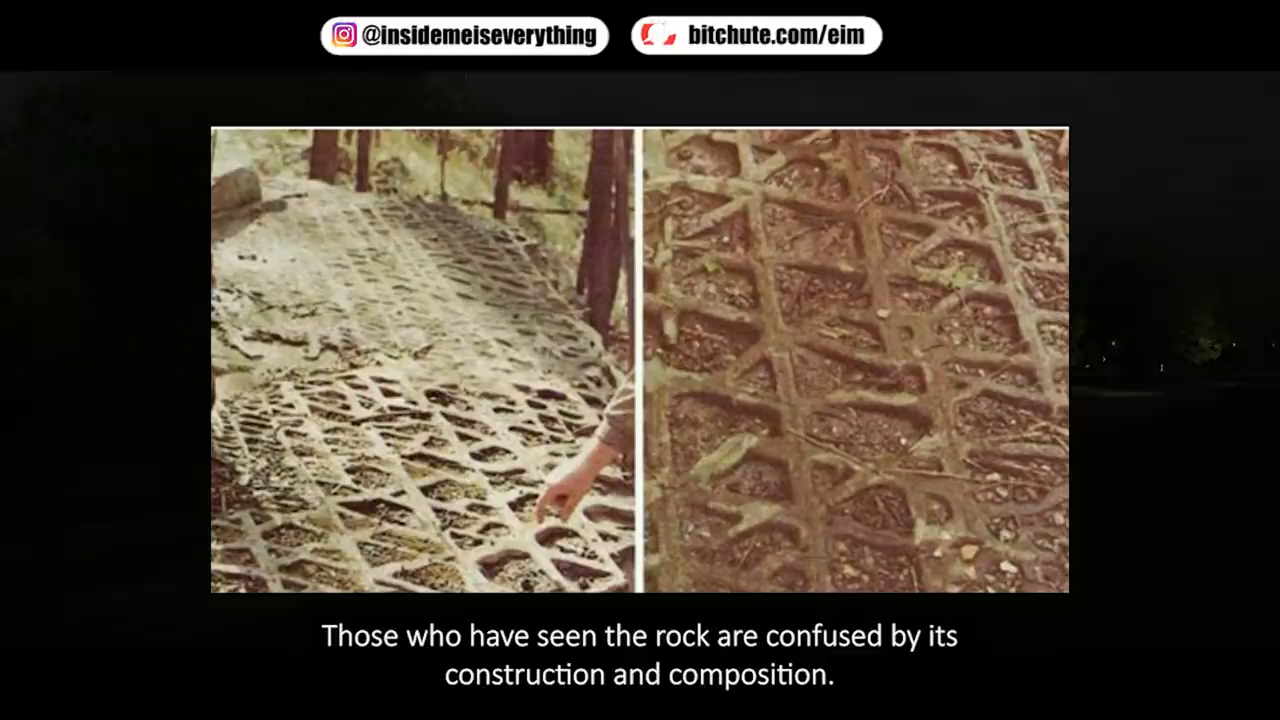 @insidemeiseverything
bitchute.com/eim
Those who have seen the rock are confused by its
construction and composition.